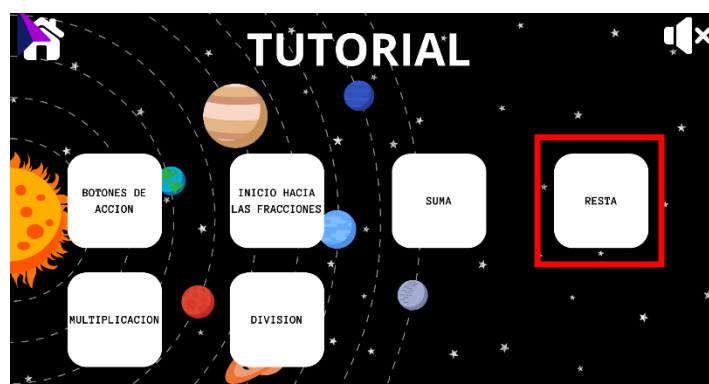 TUTORIAL
BOTONES DE
ACCION
INICIO HACIA
LAS FRACCIONES
SUMA
RESTA
MULTIPLICACION
DIVISION